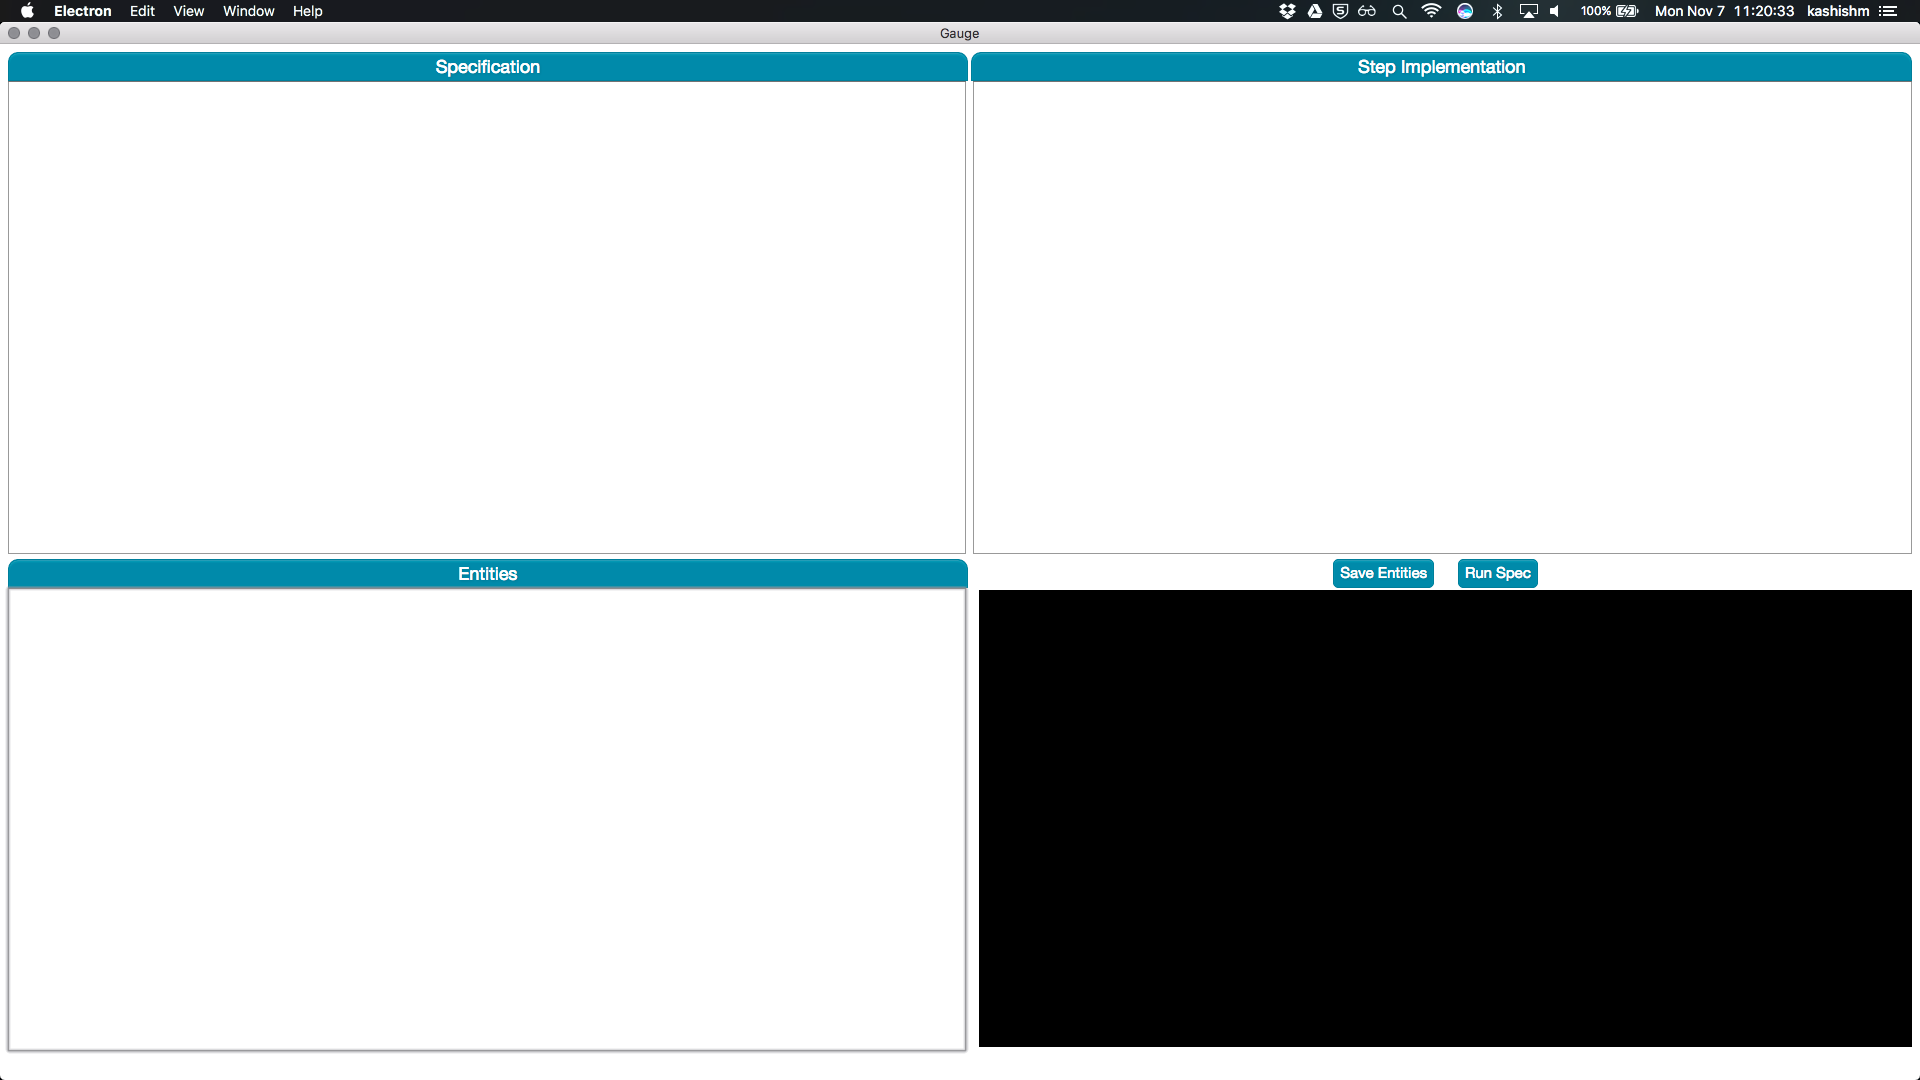 Electron Edit View Window Help 100% Mon Nov 7 11:20:33 kashishm
Gauge
Specification
Step Implementation
Entities
Save Entities
Run Spec